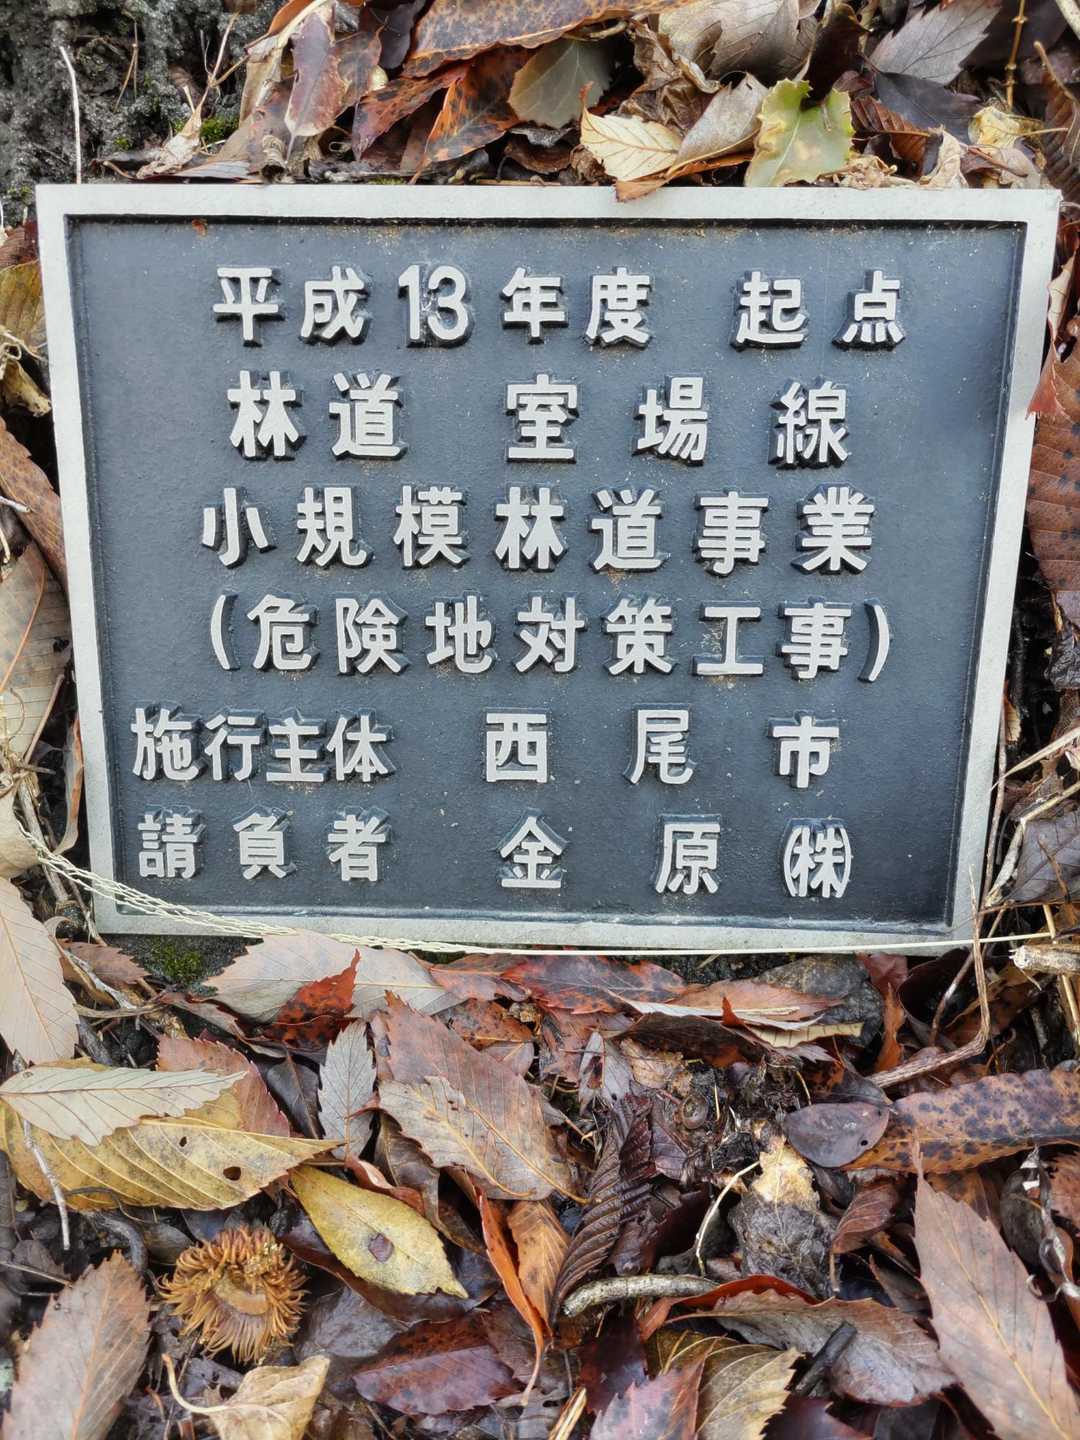 平成13年度 起点
林道 室場線
小規模林道事業
(危険地対策工事)
施行主体 西尾市
請負者 金原㈱